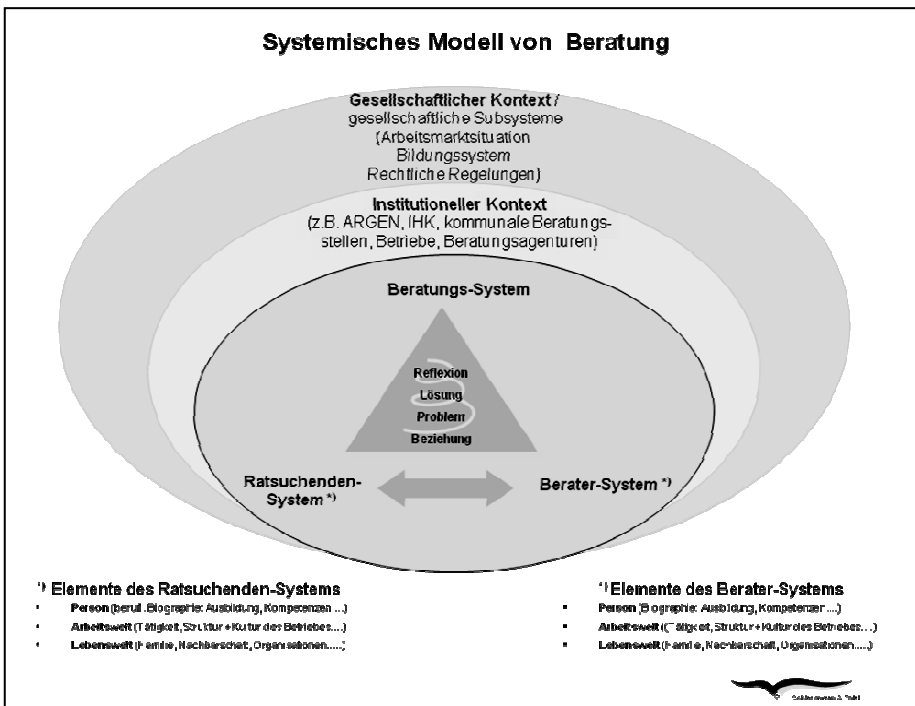 Systemisches Modell von Beratung
Gesellschaftlicher Kontext /
gesellschaftliche Subsysteme
(Arbeitsmarktsituation
Bildungssystem
Rechtliche Regelungen)
Institutioneller Kontext
(z.B. ARGEN, IHK, kommunale Beratungs-
stellen, Betriebe, Beratungsagenturen)
Beratungs-System
Reflexion
Lösung
Problem
Beziehung
Ratsuchenden-
System *)
Berater-System *)
*) Elemente des Ratsuchenden-Systems
▪ Person (berufl. Biographie: Ausbildung, Kompetenzen ...)
▪ Arbeitswelt (Tätigkeit, Struktur + Kultur des Betriebes....)
▪ Lebenswelt (Familie, Nachbarschaft, Organisationen.....)
*) Elemente des Berater-Systems
▪ Person (Biographie: Ausbildung, Kompetenzen ....)
▪ Arbeitswelt ((Tätigkeit, Struktur + Kultur des Betriebes....)
▪ Lebenswelt (Familie, Nachbarschaft, Organisationen.....)